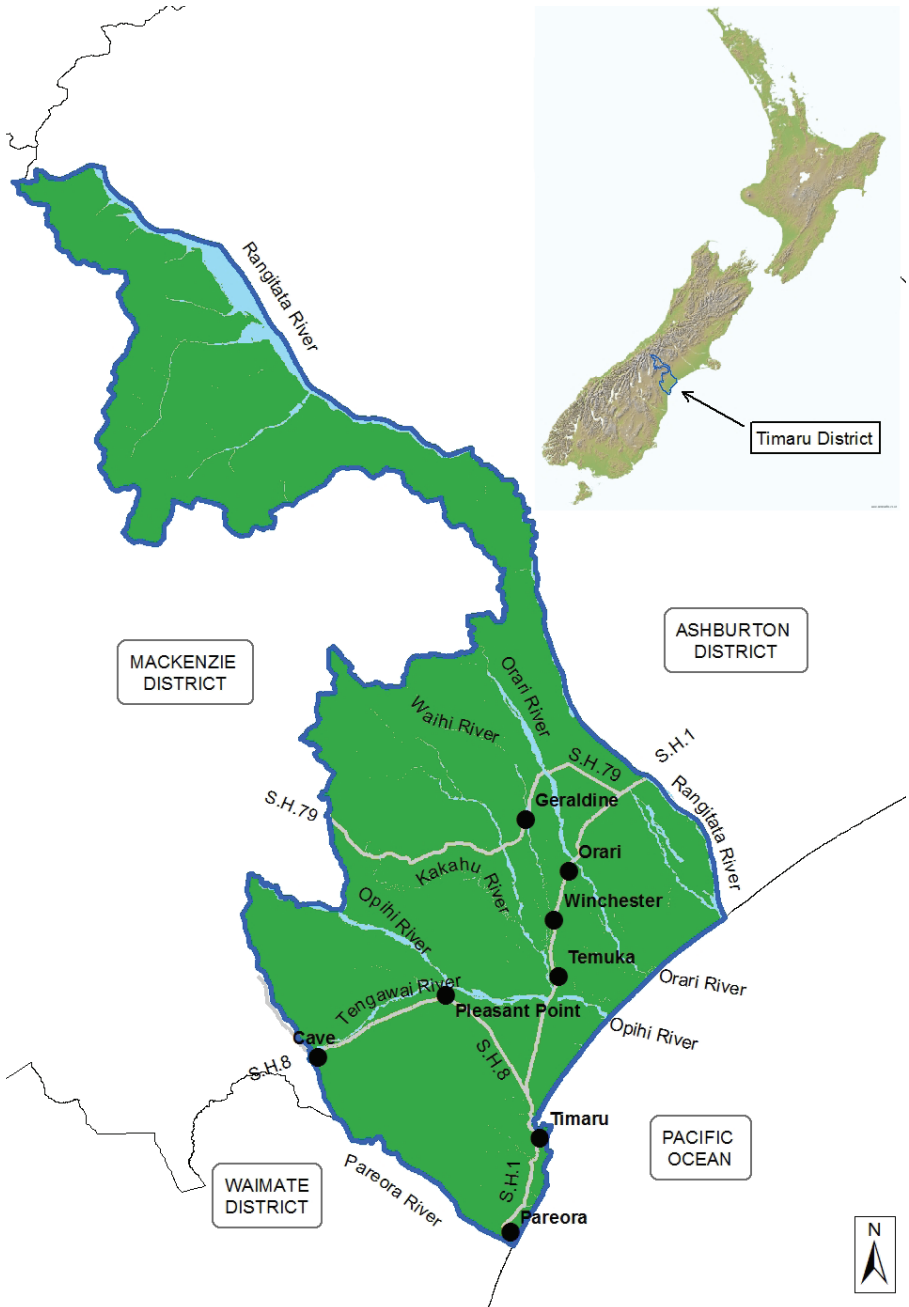 Rangitata River
Timaru District
MACKENZIE
DISTRICT
ASHBURTON
DISTRICT
Orari River
Waihi River
S.H.1
S.H.79
Rangitata River
S.H.79
Geraldine
Orari
Kakahu River
Winchester
Opihi River
Temuka
Orari River
Tengawai River
Pleasant Point
Opihi River
Cave
S.H.8
S.H.8
Timaru
PACIFIC
OCEAN
S.H.1
Pareora River
WAIMATE
DISTRICT
Pareora
N